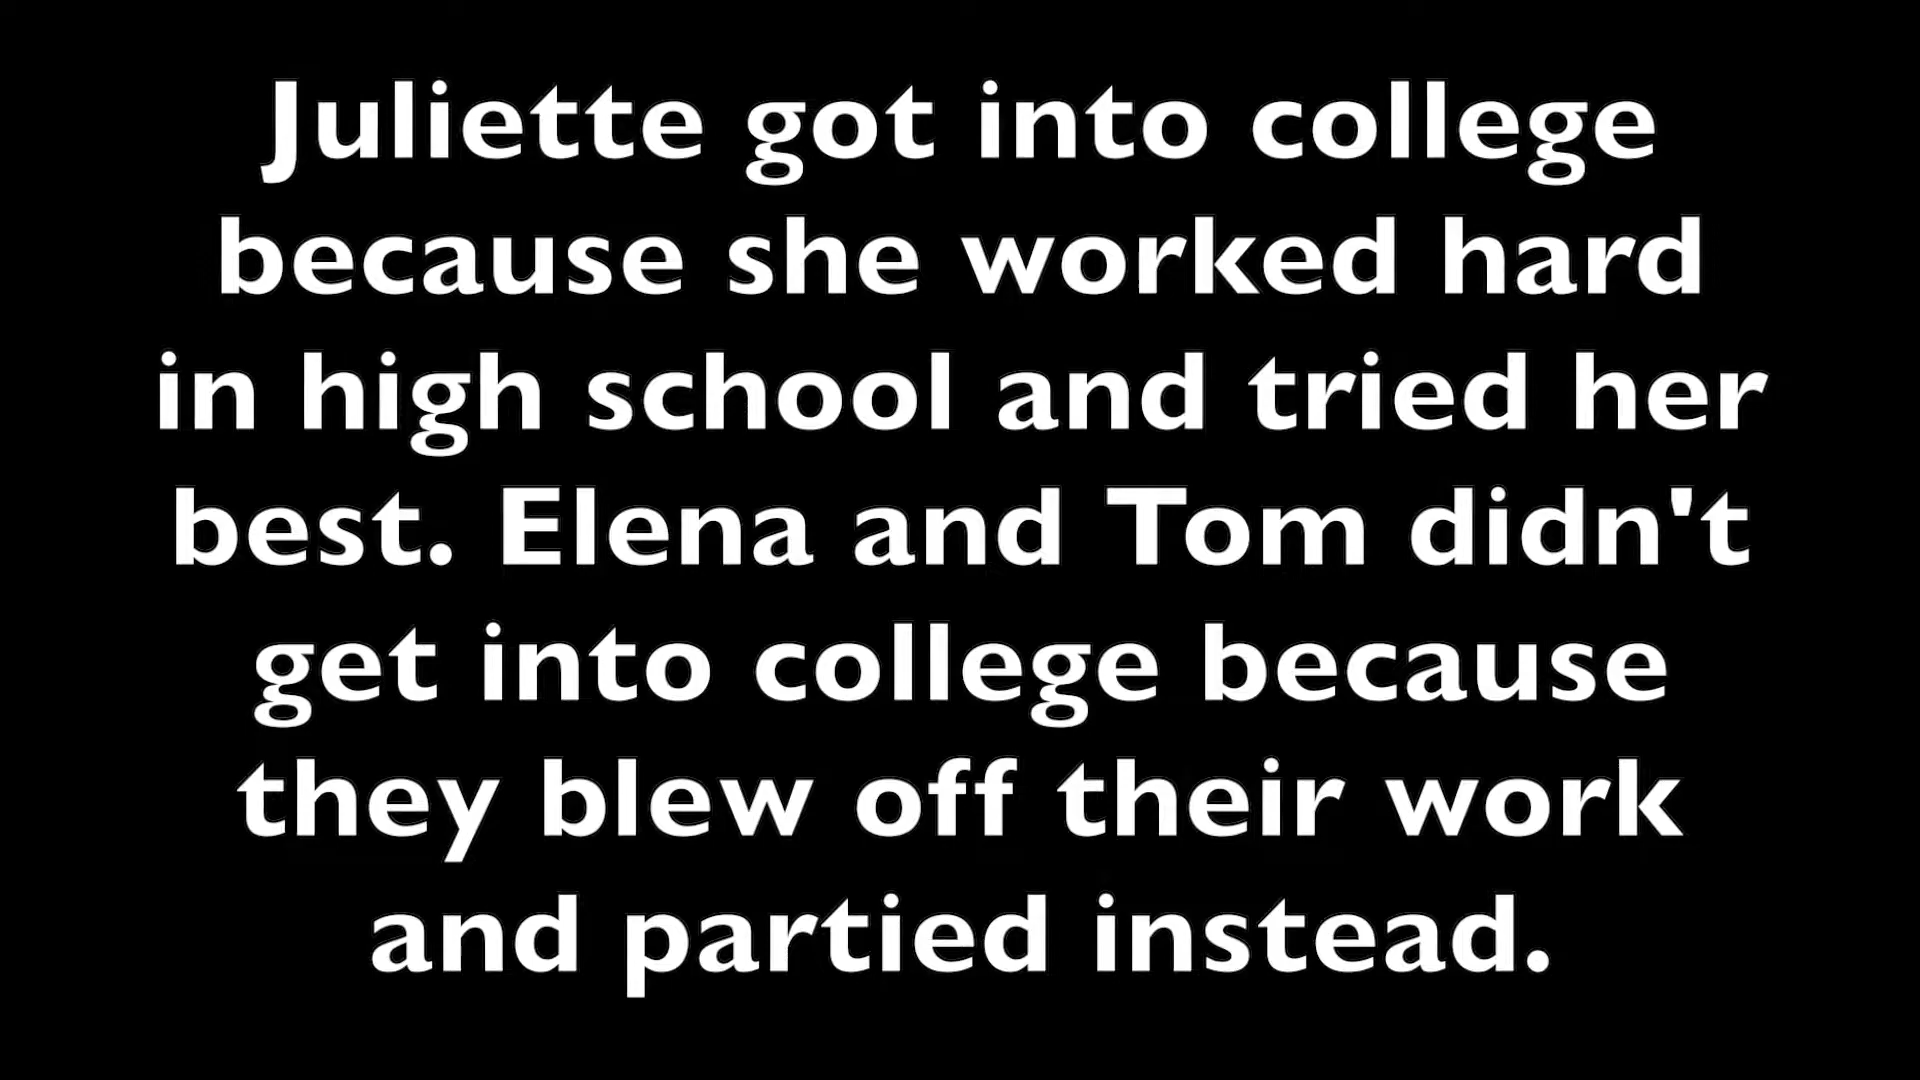 Juliette got into college
because she worked hard
in high school and tried her
best. Elena and Tom didn't
get into college because
they blew off their work
and partied instead.